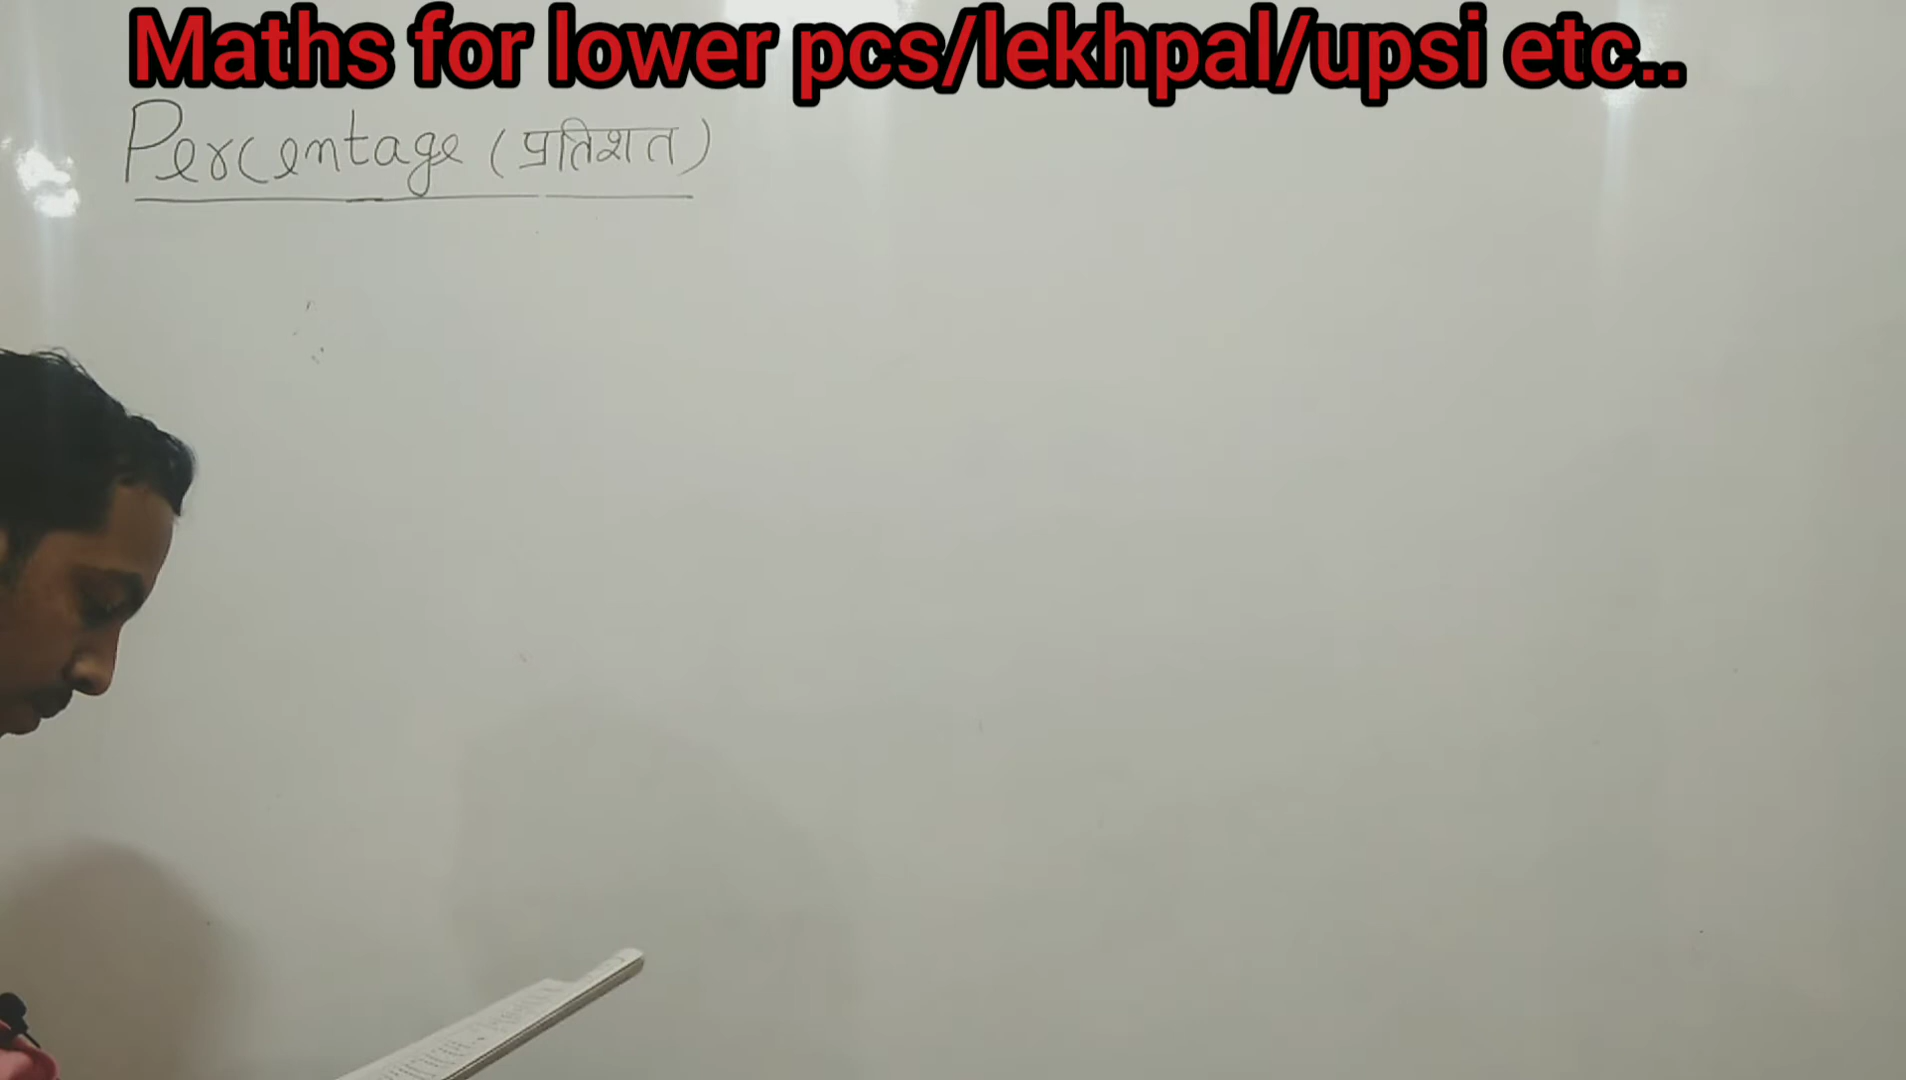 Maths for lower pcs/lekhpal/upsi etc..
Percentage (प्रतिशत)